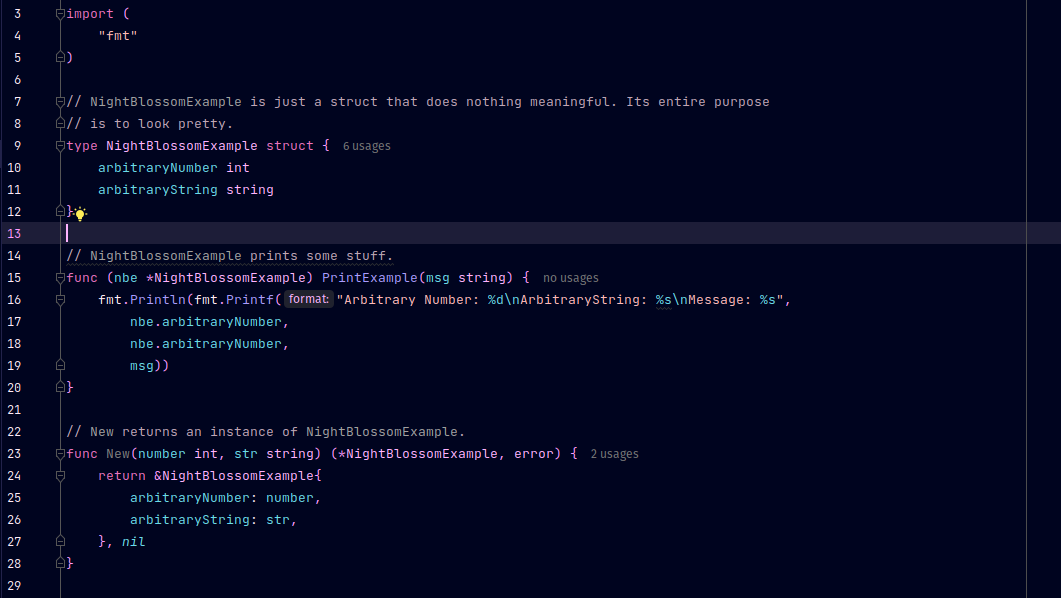 3 import (
4     "fmt"
5 )
6
7 // NightBlossomExample is just a struct that does nothing meaningful. Its entire purpose
8 // is to look pretty.
9 type NightBlossomExample struct { 6 usages
10     arbitraryNumber int
11     arbitraryString string
12 }
13
14 // NightBlossomExample prints some stuff.
15 func (nbe *NightBlossomExample) PrintExample(msg string) { no usages
16     fmt.Println(fmt.Printf( format: "Arbitrary Number: %d\nArbitraryString: %s\nMessage: %s",
17         nbe.arbitraryNumber,
18         nbe.arbitraryNumber,
19         msg))
20 }
21
22 // New returns an instance of NightBlossomExample.
23 func New(number int, str string) (*NightBlossomExample, error) { 2 usages
24     return &NightBlossomExample{
25         arbitraryNumber: number,
26         arbitraryString: str,
27     }, nil
28 }
29